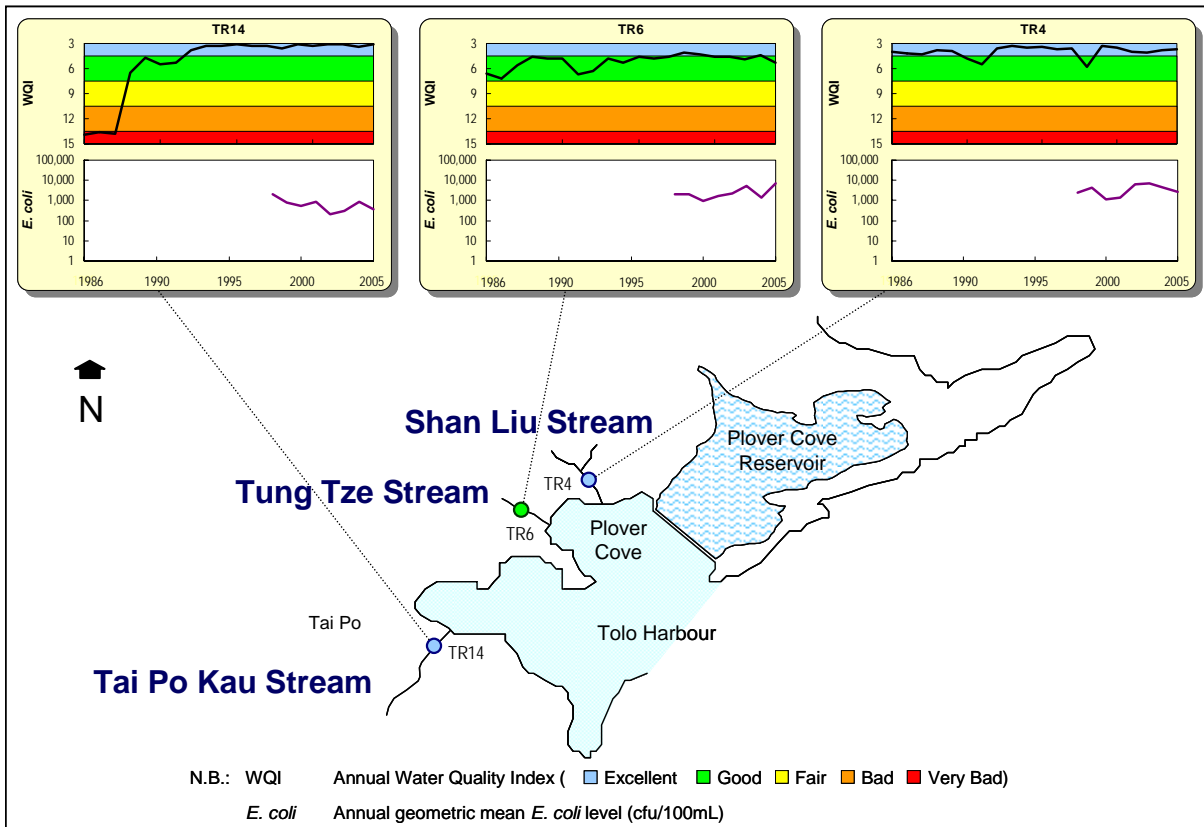 TR14
WQI
3
6
9
12
15
E. coli
100,000
10,000
1,000
100
10
1
1986 1990 1995 2000 2005
TR6
WQI
3
6
9
12
15
E. coli
100,000
10,000
1,000
100
10
1
1986 1990 1995 2000 2005
TR4
WQI
3
6
9
12
15
E. coli
100,000
10,000
1,000
100
10
1
1986 1990 1995 2000 2005
N
Shan Liu Stream
TR4
Tung Tze Stream
TR6
Plover Cove
Reservoir
Plover
Cove
Tai Po
Tolo Harbour
TR14
Tai Po Kau Stream
N.B.: WQI Annual Water Quality Index ( Excellent Good Fair Bad Very Bad)
E. coli Annual geometric mean E. coli level (cfu/100mL)